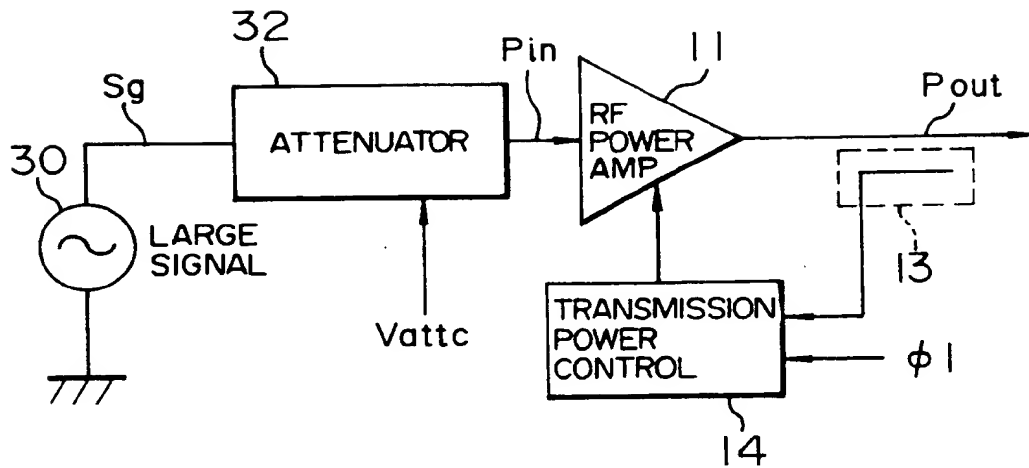 32
11
Pin
Sg
Pout
ATTENUATOR
RF
POWER
AMP
30
LARGE
SIGNAL
13
Vattc
TRANSMISSION
POWER
CONTROL
φ1
14